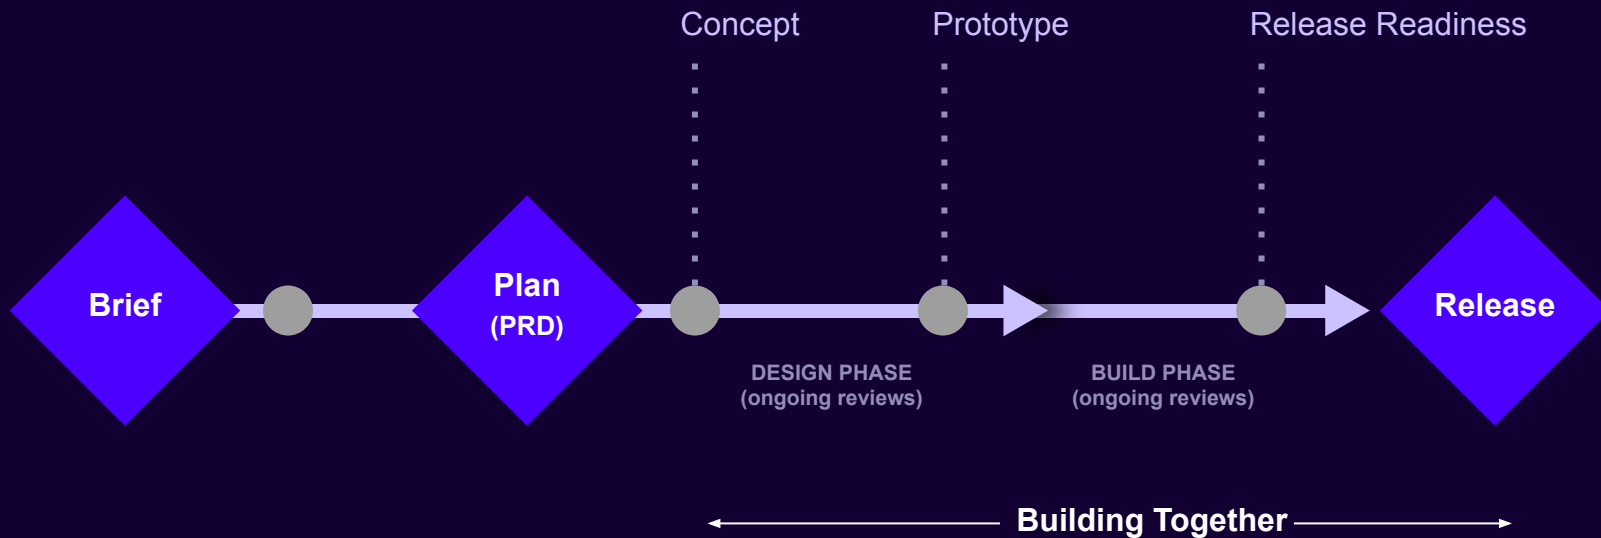 Concept
Prototype
Release Readiness
Brief
Plan
(PRD)
Release
DESIGN PHASE
(ongoing reviews)
BUILD PHASE
(ongoing reviews)
Building Together